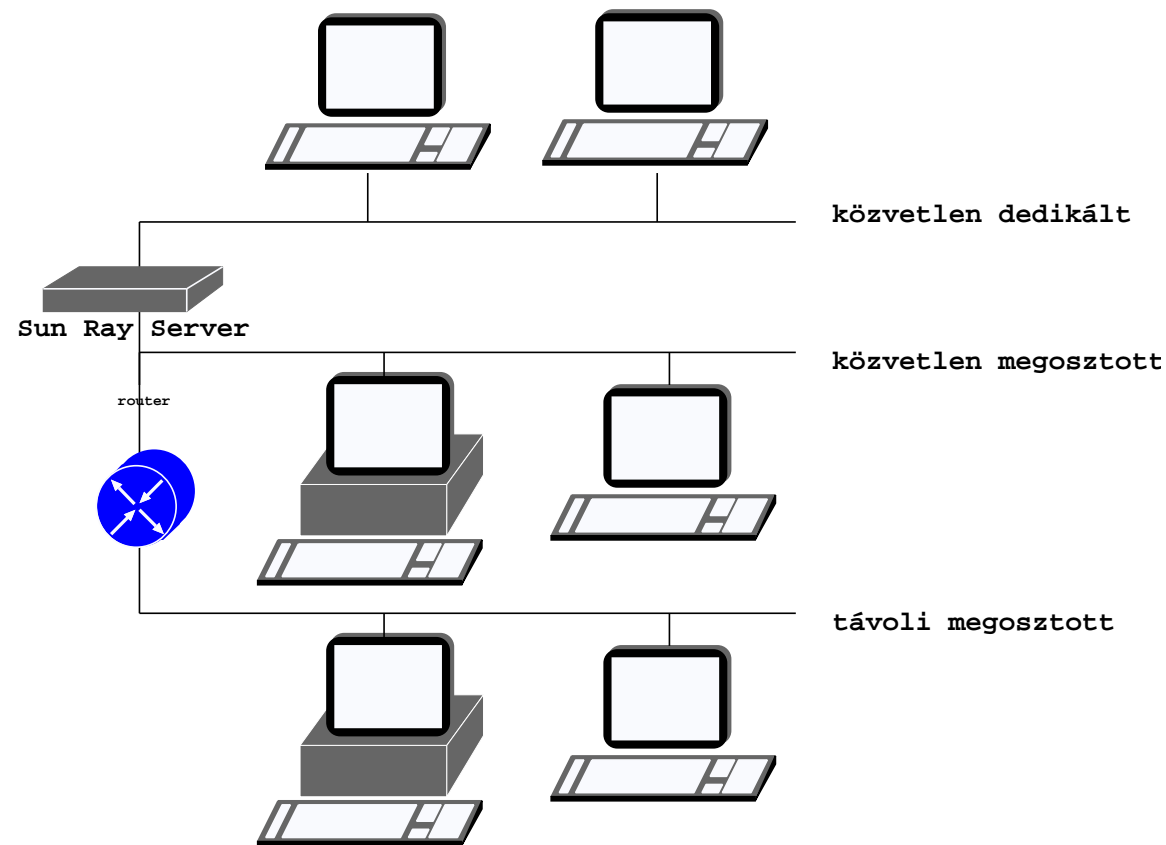 közvetlen dedikált
Sun Ray Server
közvetlen megosztott
router
távoli megosztott